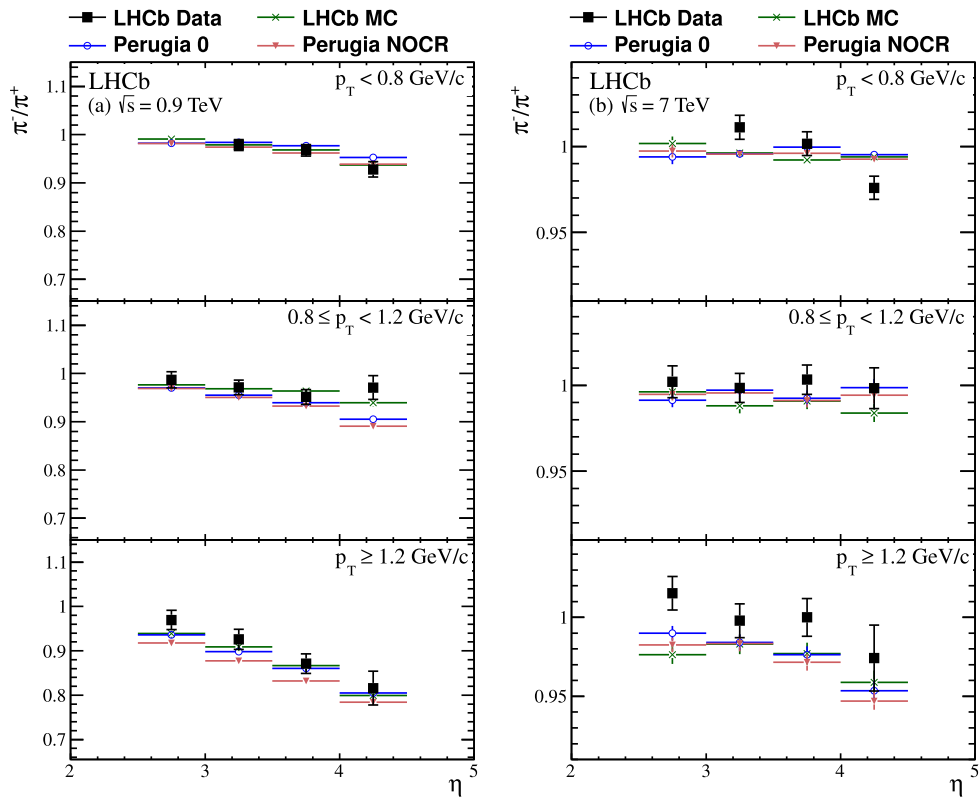 LHCb Data LHCb MC
Perugia 0 Perugia NOCR
LHCb
(a) √s = 0.9 TeV
p_T < 0.8 GeV/c
π⁻/π⁺
1.1
1
0.9
0.8
0.7
0.8 ≤ p_T < 1.2 GeV/c
1.1
1
0.9
0.8
0.7
p_T ≥ 1.2 GeV/c
1.1
1
0.9
0.8
0.7
2 3 4 5
η
LHCb Data LHCb MC
Perugia 0 Perugia NOCR
LHCb
(b) √s = 7 TeV
p_T < 0.8 GeV/c
π⁻/π⁺
1
0.95
0.8 ≤ p_T < 1.2 GeV/c
1
0.95
p_T ≥ 1.2 GeV/c
1
0.95
2 3 4 5
η